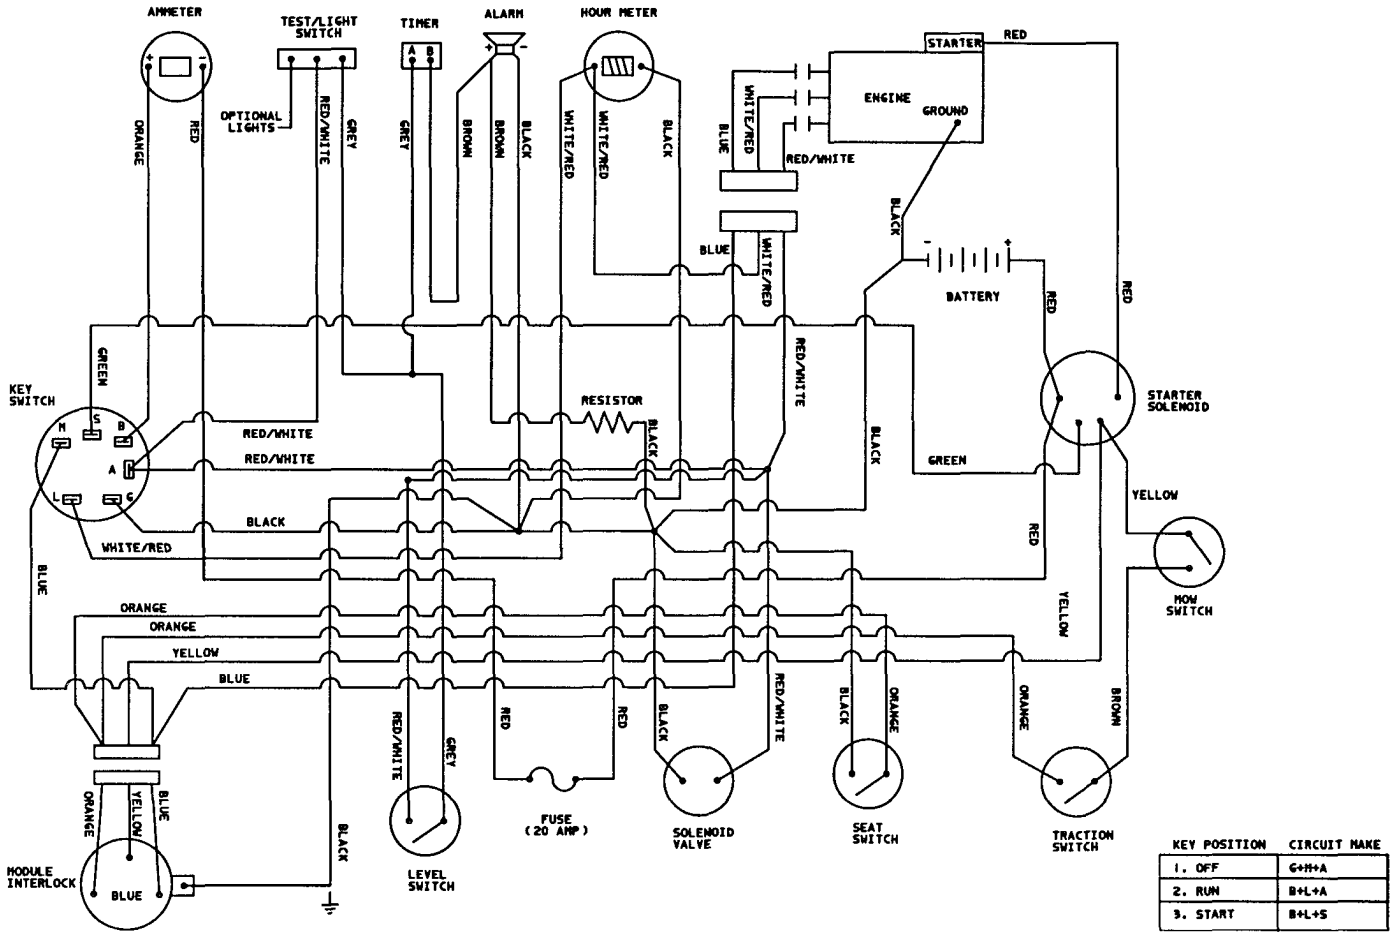 AMMETER
TEST/LIGHT
SWITCH
TIMER
ALARM
HOUR METER
STARTER
RED
+
-
A B
+ -
ENGINE
GROUND
OPTIONAL
LIGHTS
ORANGE
RED
RED/WHITE
GREY
GREY
BROWN
BROWN
BLACK
WHITE/RED
WHITE/RED
BLACK
BLUE
WHITE/RED
RED/WHITE
BLACK
BLUE
WHITE/RED
- +
BATTERY
RED
RED
GREEN
KEY
SWITCH
M
S
B
A
L
G
RED/WHITE
RED/WHITE
RESISTOR
BLACK
RED/WHITE
BLACK
STARTER
SOLENOID
GREEN
YELLOW
BLACK
WHITE/RED
RED
BLUE
MOW
SWITCH
YELLOW
ORANGE
ORANGE
YELLOW
BLUE
RED/WHITE
GREY
RED
RED
BLACK
RED/WHITE
BLACK
ORANGE
ORANGE
BROWN
ORANGE
YELLOW
BLUE
BLACK
FUSE
(20 AMP)
SOLENOID
VALVE
SEAT
SWITCH
TRACTION
SWITCH
MODULE
INTERLOCK
BLUE
LEVEL
SWITCH
KEY POSITION CIRCUIT MAKE
1. OFF G+M+A
2. RUN B+L+A
3. START B+L+S